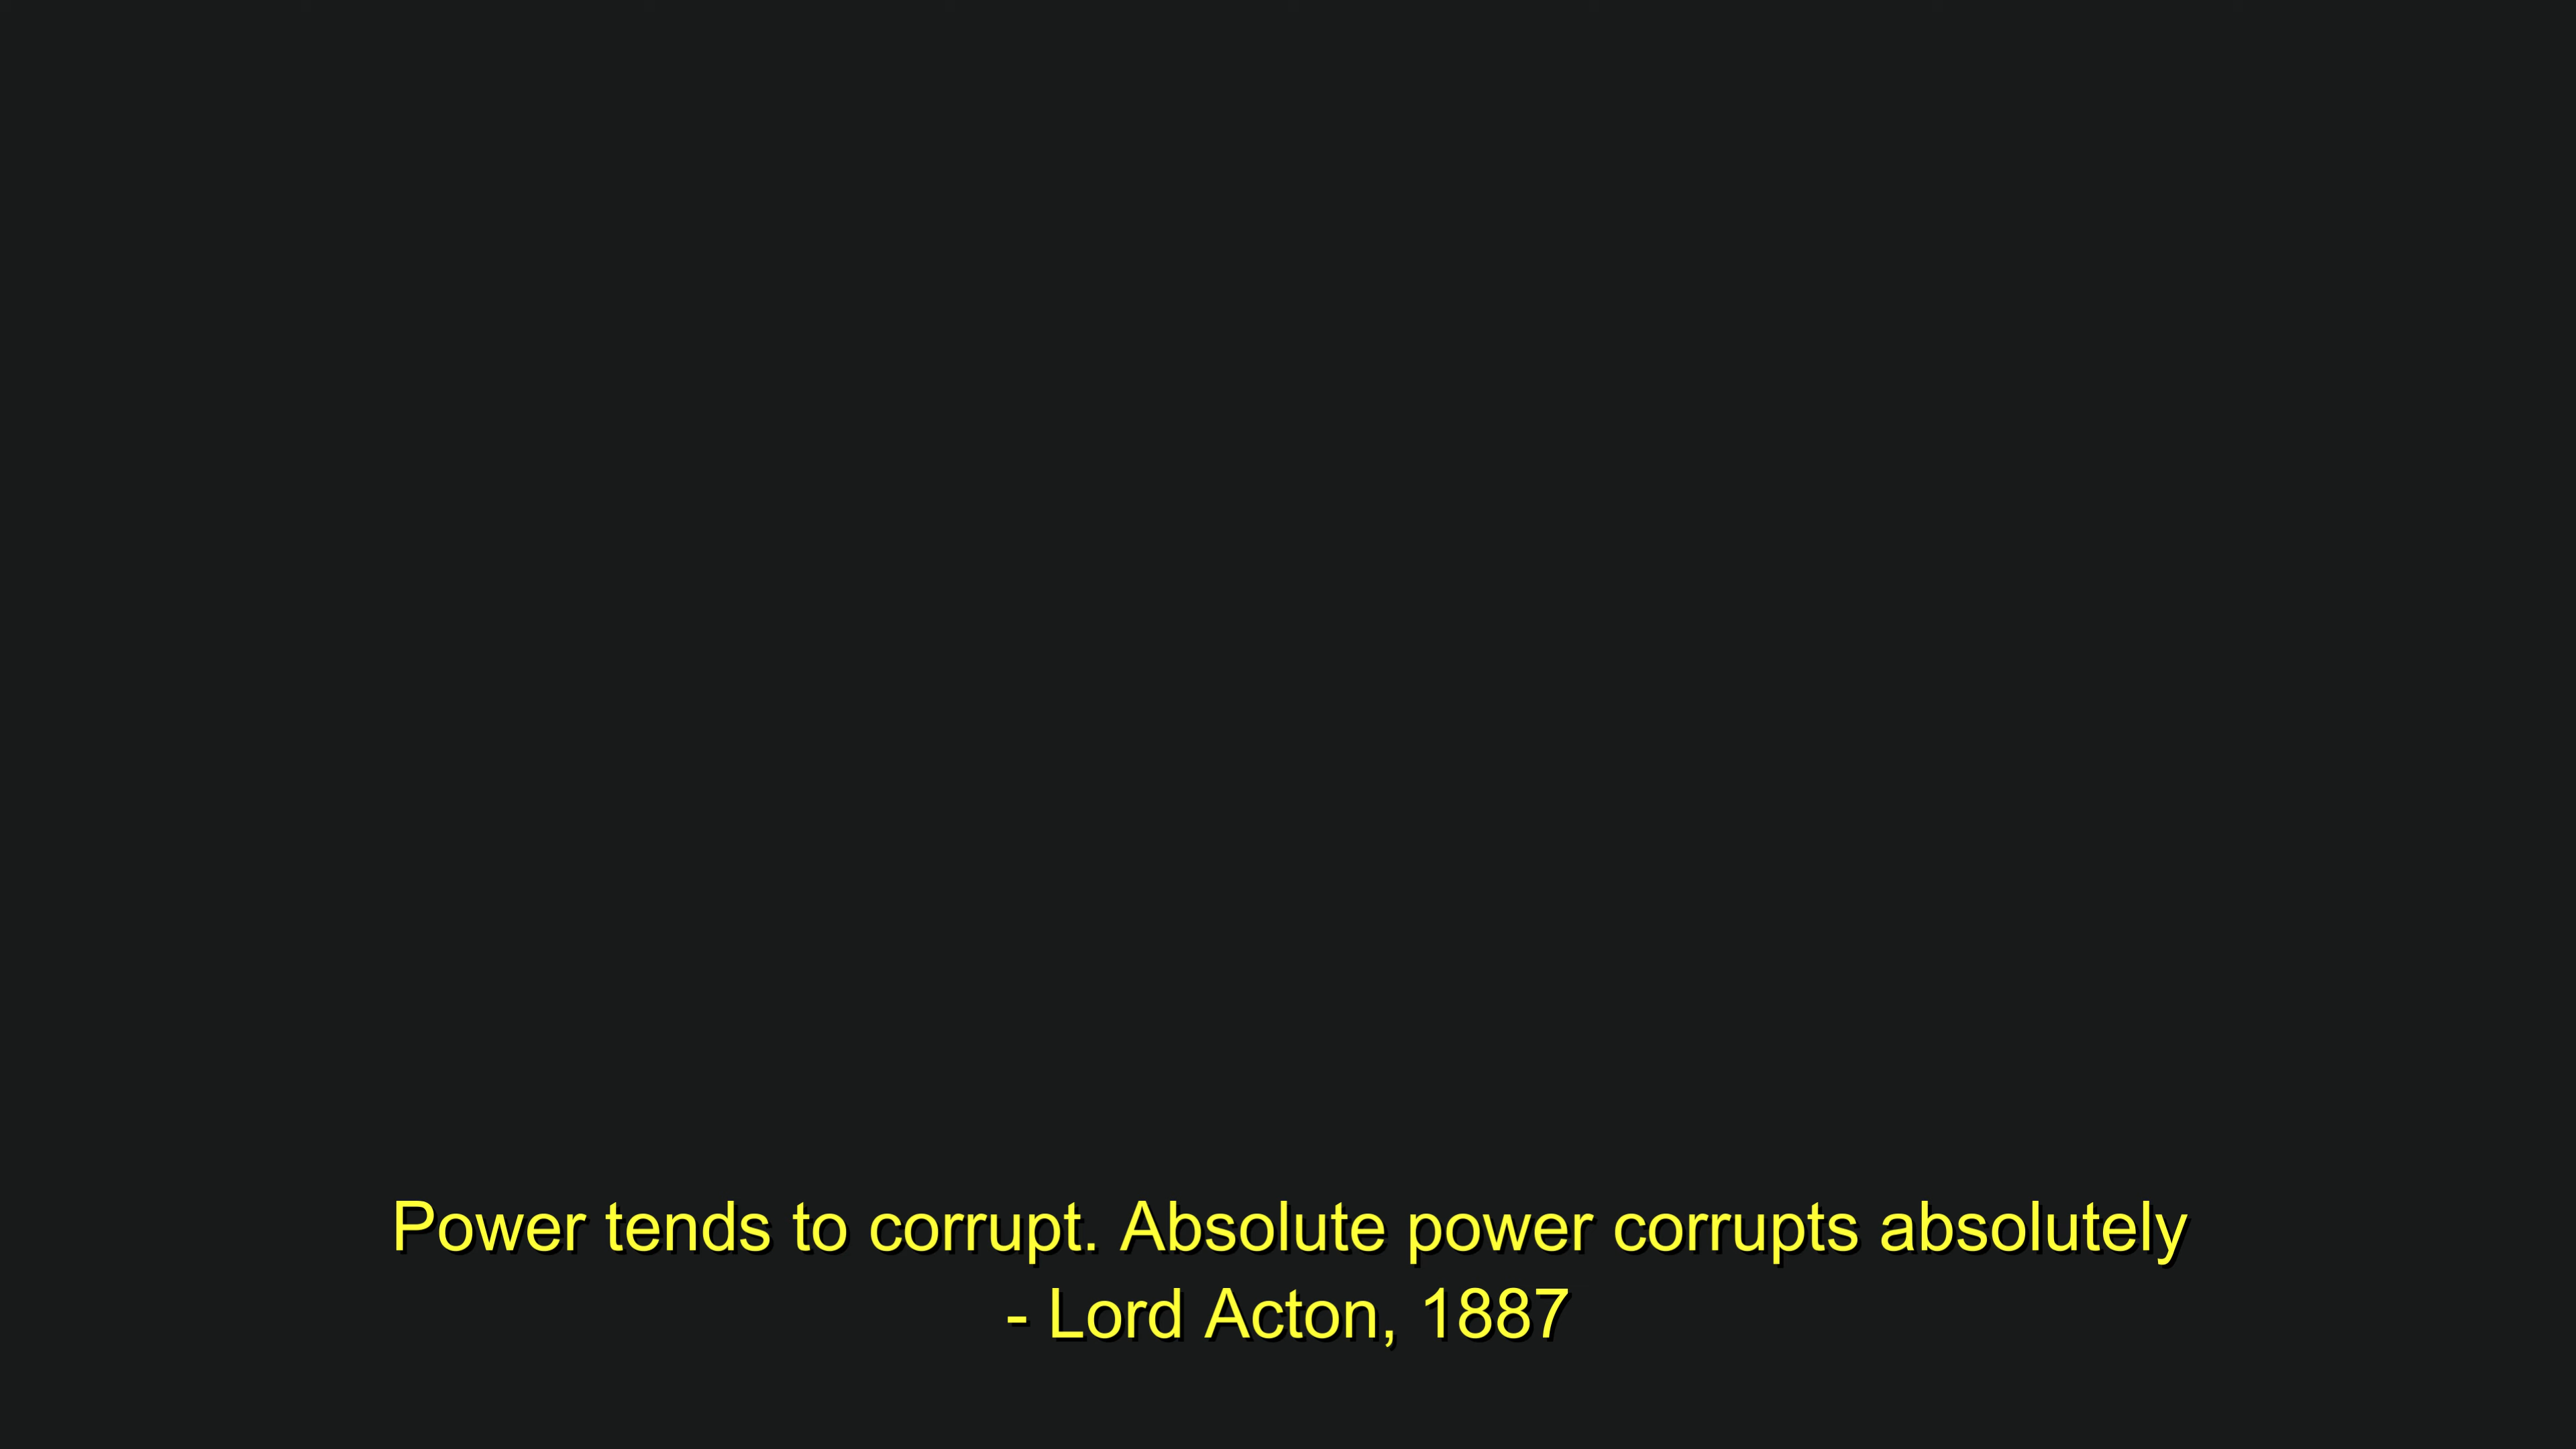 Power tends to corrupt. Absolute power corrupts absolutely
- Lord Acton, 1887